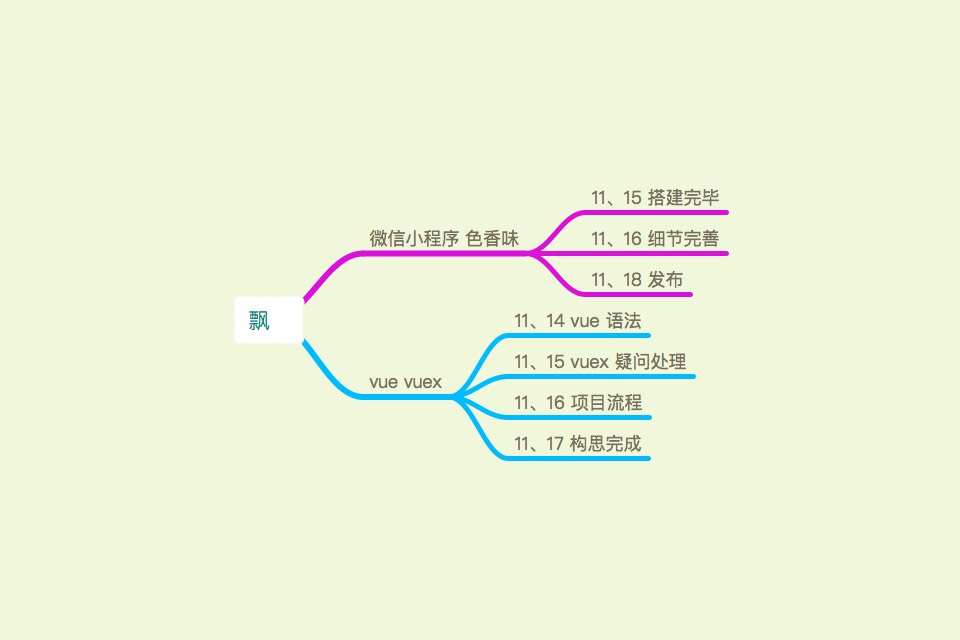 飘
微信小程序 色香味
11、15 搭建完毕
11、16 细节完善
11、18 发布
vue vuex
11、14 vue 语法
11、15 vuex 疑问处理
11、16 项目流程
11、17 构思完成